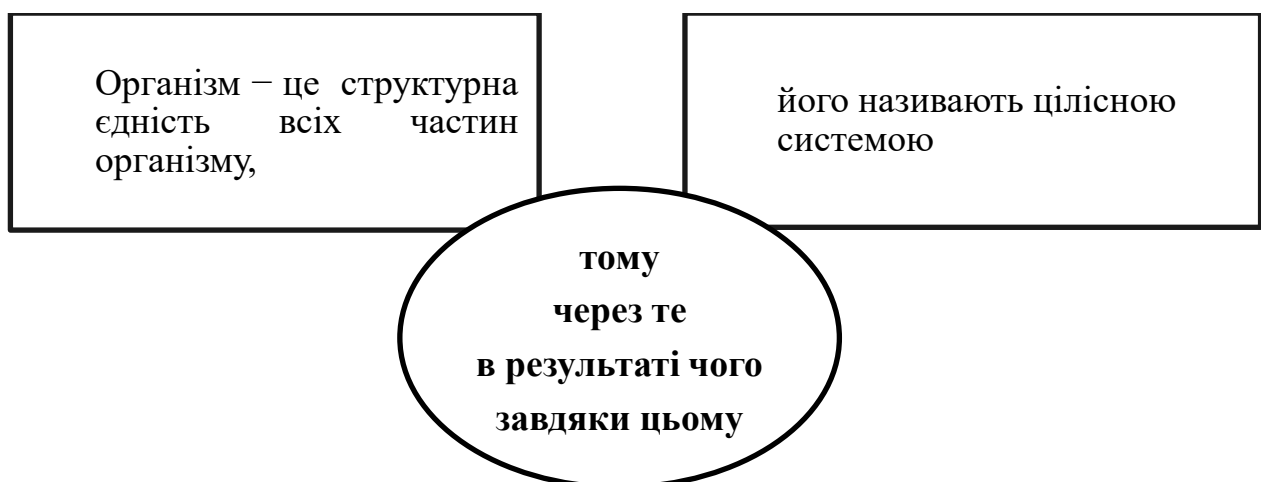 Організм − це структурна
єдність всіх частин
організму,
його називають цілісною
системою
тому
через те
в результаті чого
завдяки цьому